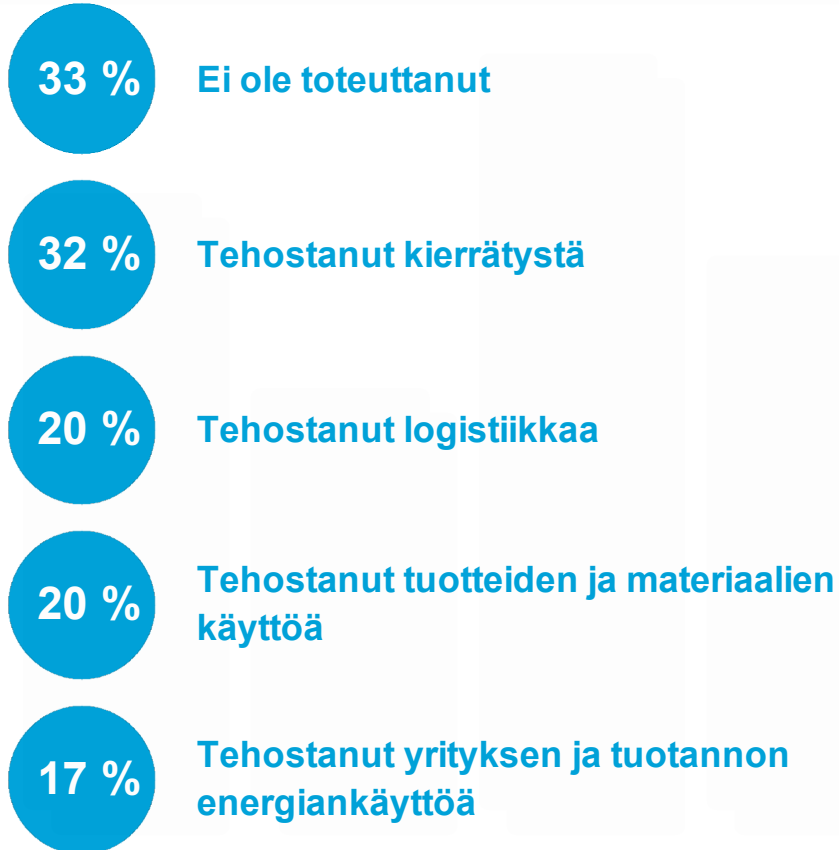 33 %
Ei ole toteuttanut
32 %
Tehostanut kierrätystä
20 %
Tehostanut logistiikkaa
20 %
Tehostanut tuotteiden ja materiaalien
käyttöä
17 %
Tehostanut yrityksen ja tuotannon
energiankäyttöä